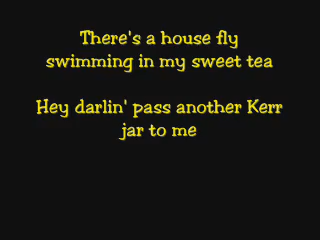 There's a house fly
swimming in my sweet tea
Hey darlin' pass another Kerr
jar to me